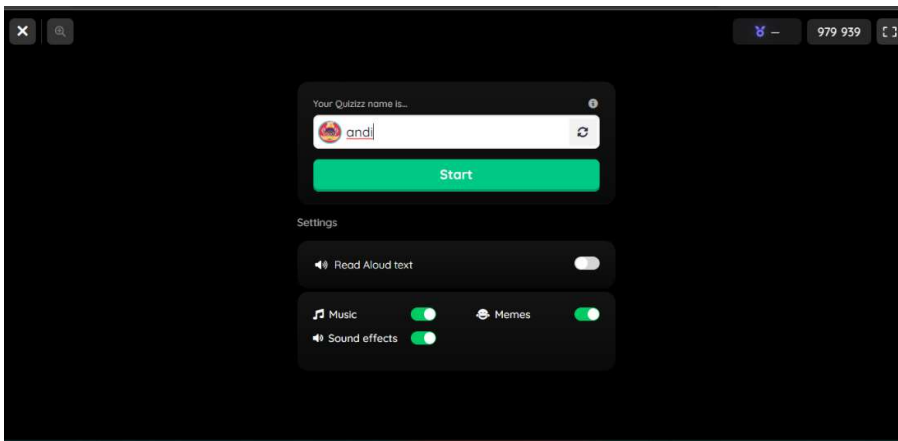 979 939
Your Quizizz name is...
andi
Start
Settings
Read Aloud text
Music
Memes
Sound effects